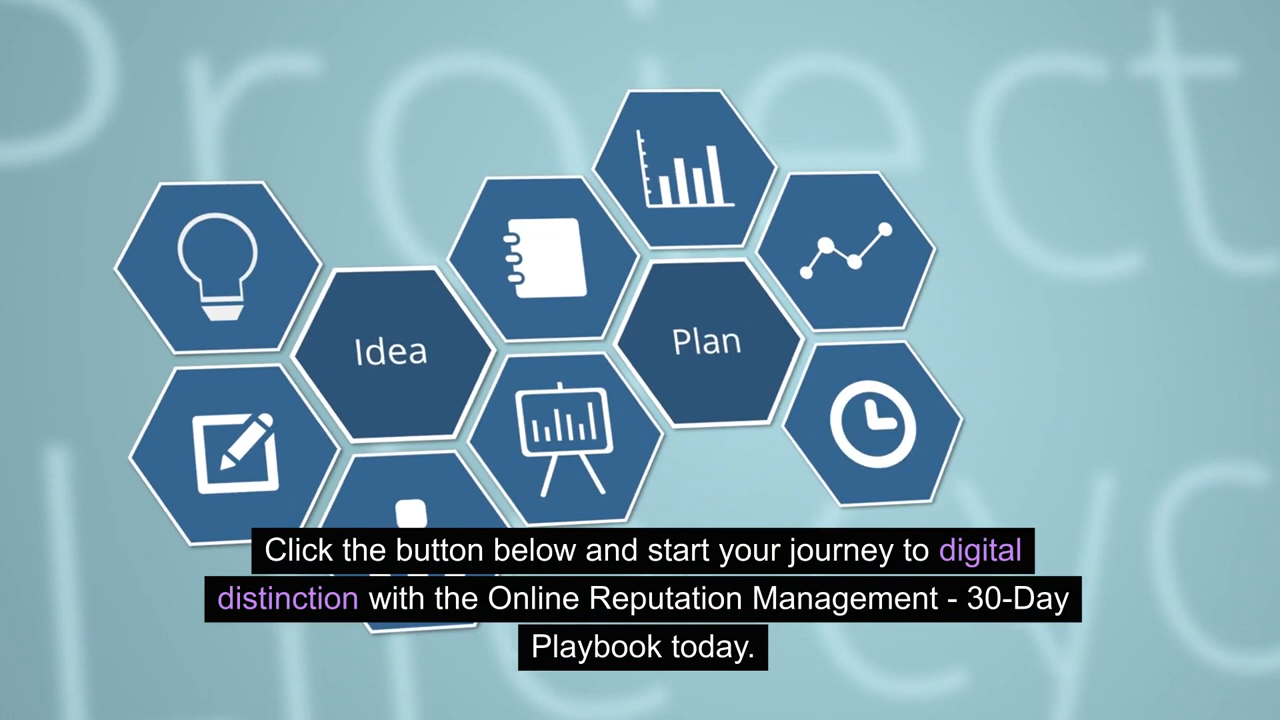 Project
Idea
Plan
Click the button below and start your journey to digital
distinction with the Online Reputation Management - 30-Day
Playbook today.